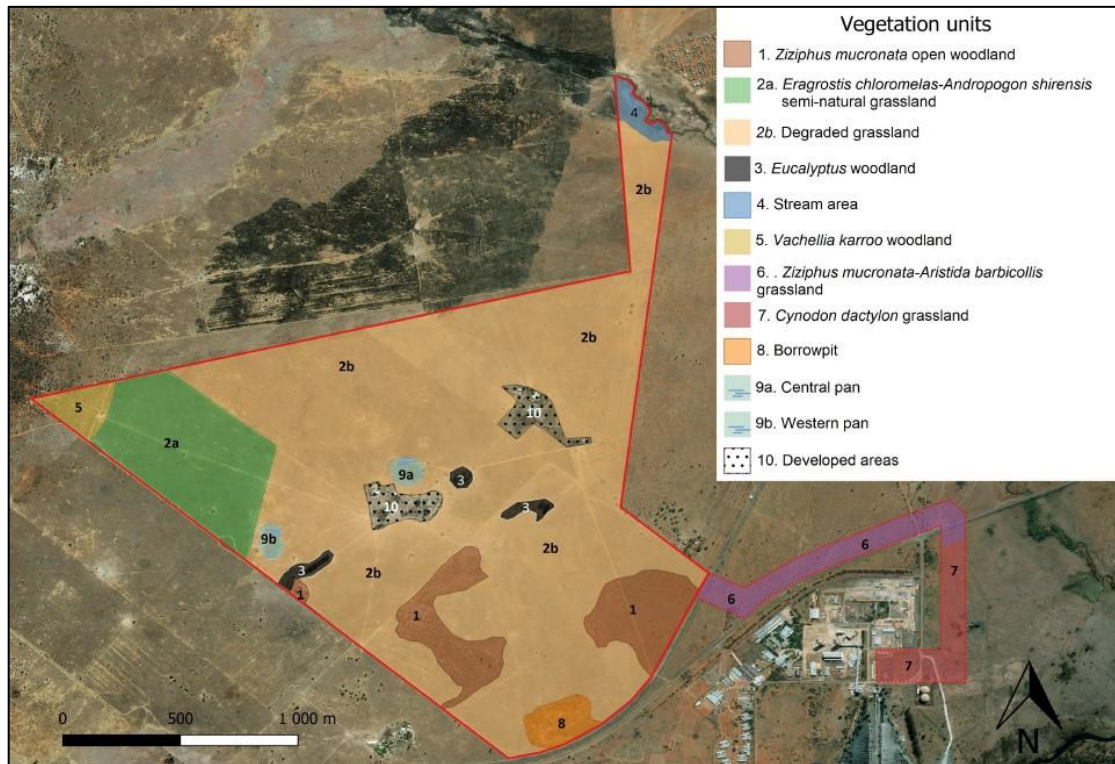 Vegetation units
1. Ziziphus mucronata open woodland
2a. Eragrostis chloromelas-Andropogon shirensis
semi-natural grassland
2b. Degraded grassland
3. Eucalyptus woodland
4. Stream area
5. Vachellia karroo woodland
6. . Ziziphus mucronata-Aristida barbicollis
grassland
7. Cynodon dactylon grassland
8. Borrowpit
9a. Central pan
9b. Western pan
10. Developed areas
4
2b
2b
2b
5
10
2a
9a
3
10
3
6
9b
2b
2b
7
3
1
1
1
6
7
8
0 500 1 000 m
N